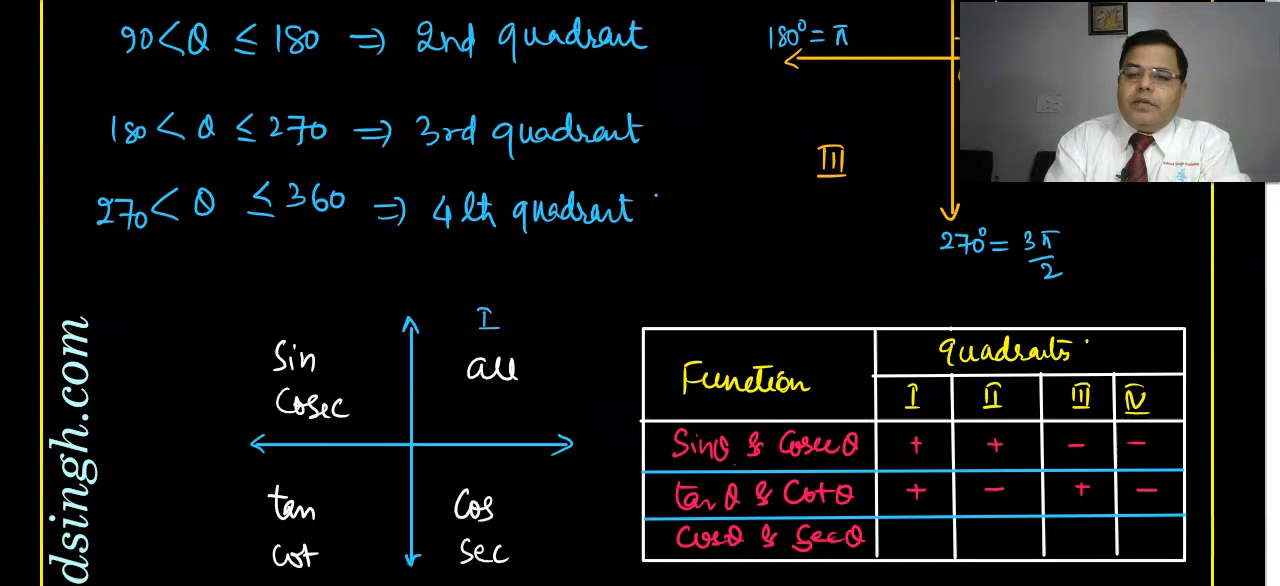 90 < θ ≤ 180 ⇒ 2nd quadrant
180 < θ ≤ 270 ⇒ 3rd quadrant
270 < θ ≤ 360 ⇒ 4th quadrant
180° = π
III
270° = 3π/2
dsingh.com
I
Sin
Cosec
all
tan
cot
Cos
sec
Function
quadrants
I II III IV
Sinθ & Cosecθ + + - -
tanθ & Cotθ + - + -
Cosθ & Secθ